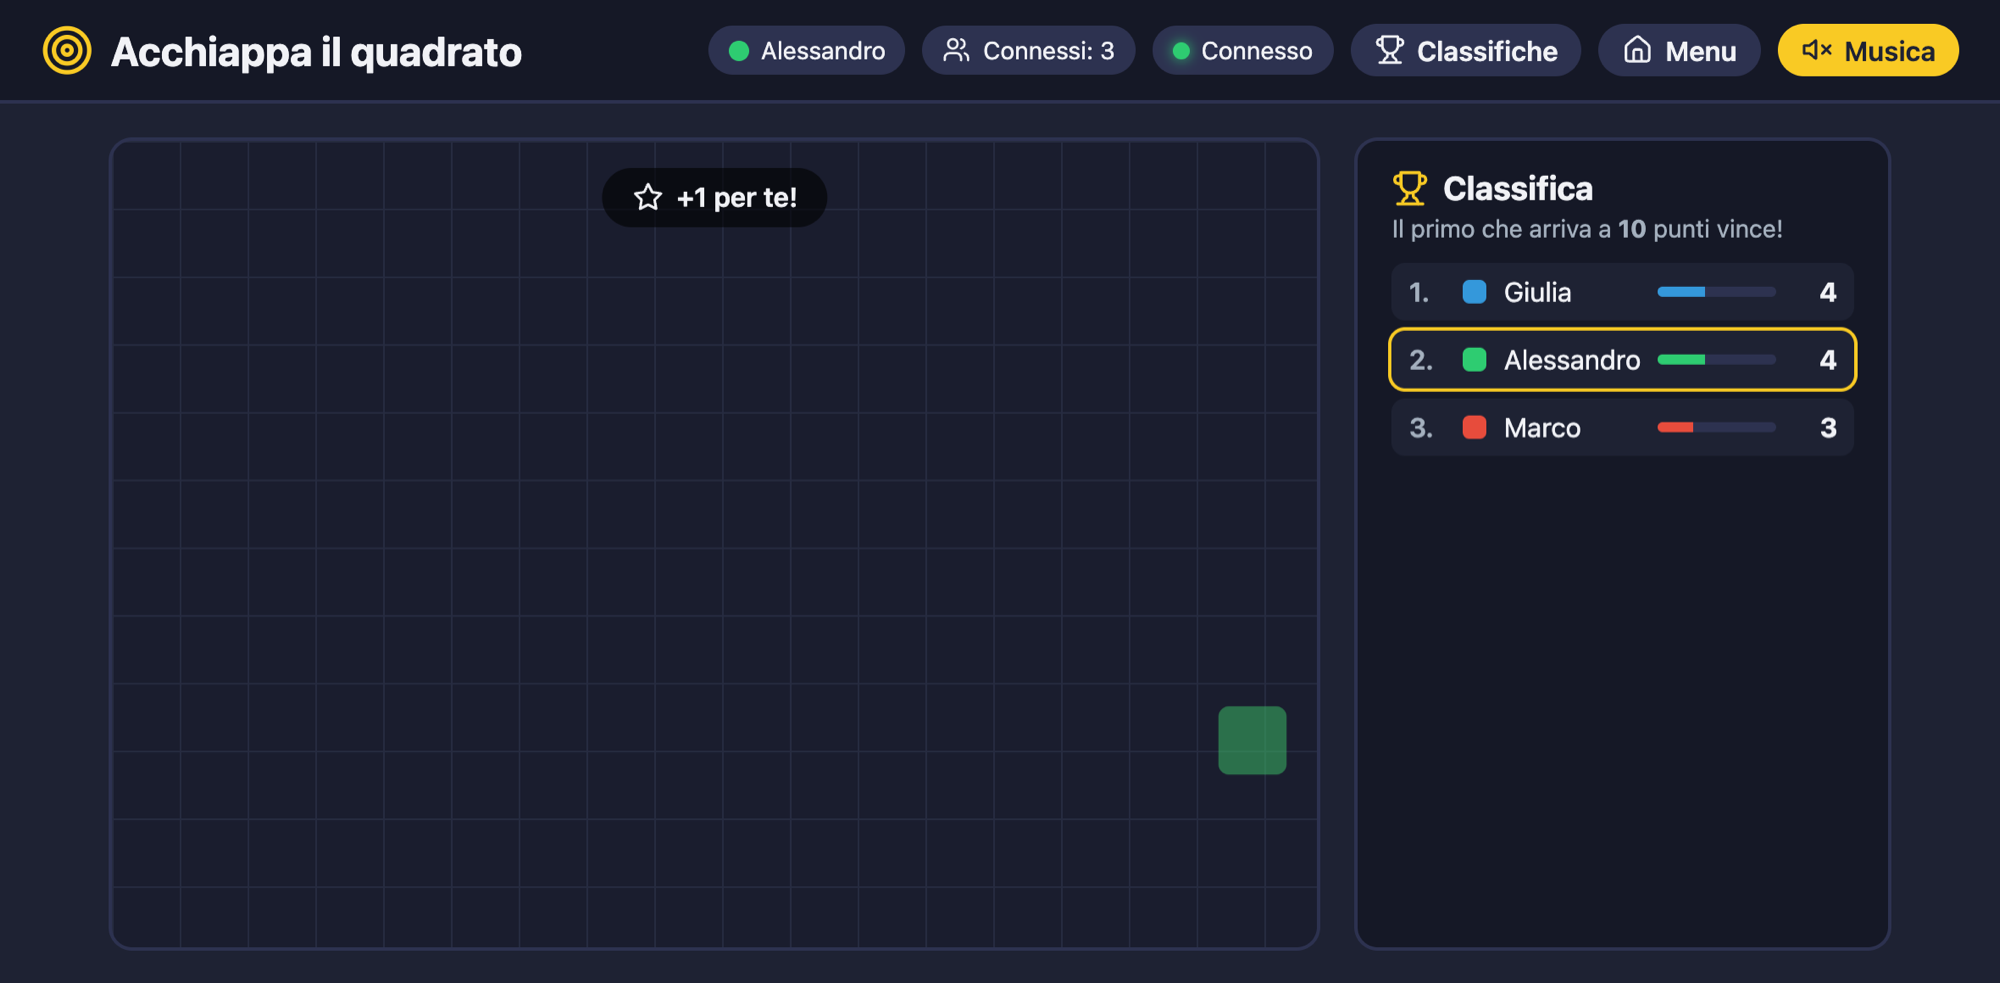 Acchiappa il quadrato
Alessandro
Connessi: 3
Connesso
Classifiche
Menu
Musica
+1 per te!
Classifica
Il primo che arriva a 10 punti vince!
1. Giulia 4
2. Alessandro 4
3. Marco 3